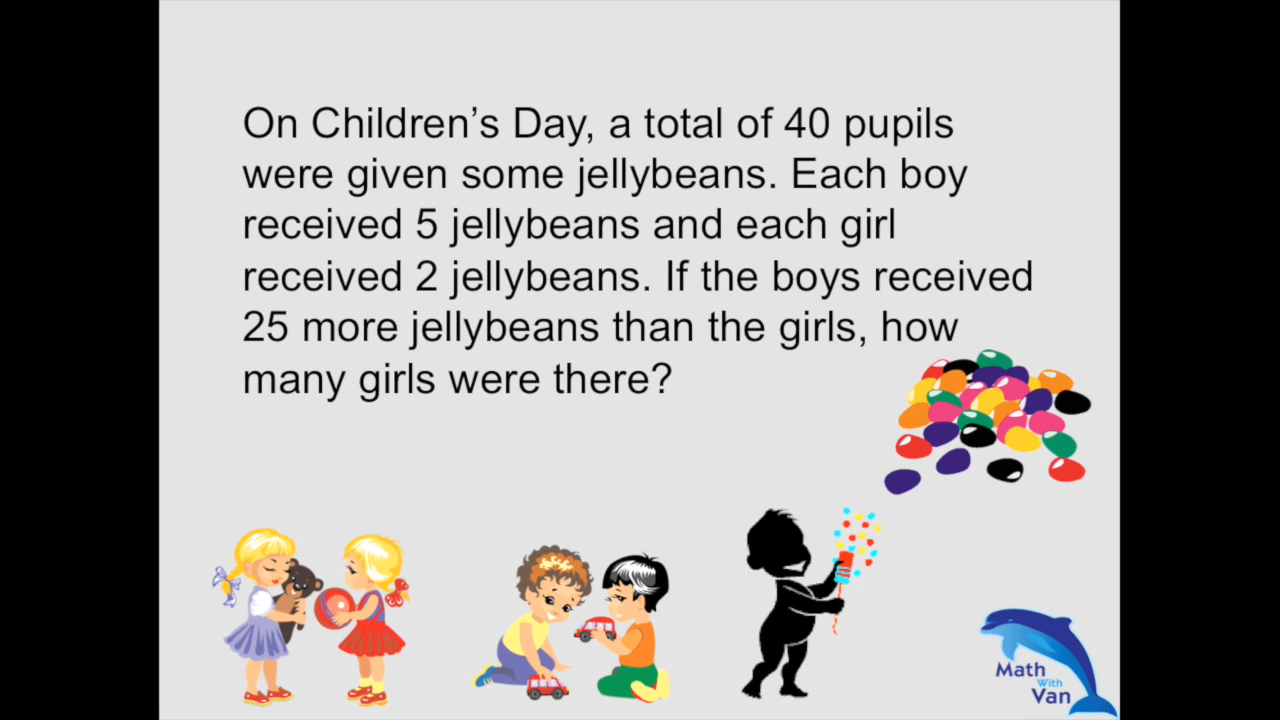 On Children’s Day, a total of 40 pupils
were given some jellybeans. Each boy
received 5 jellybeans and each girl
received 2 jellybeans. If the boys received
25 more jellybeans than the girls, how
many girls were there?
Math
With
Van